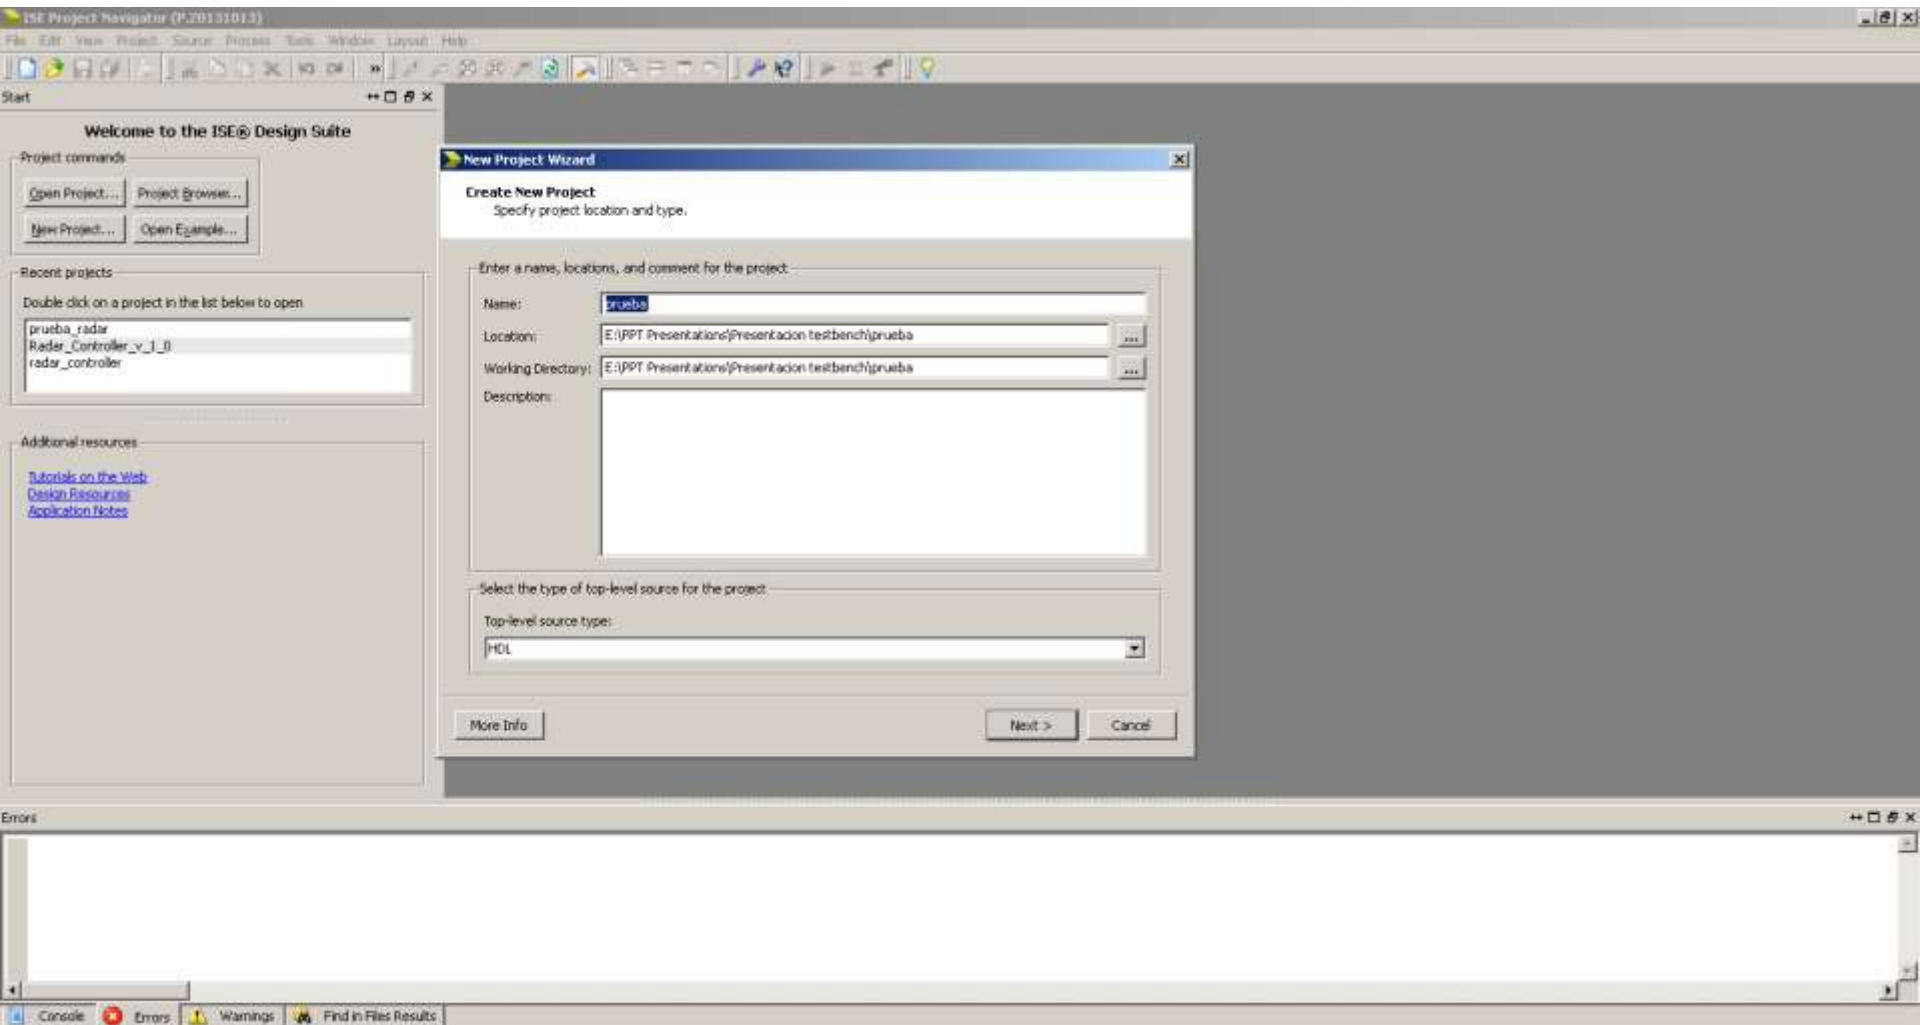 ISE Project Navigator (P.20131013)
File Edit View Project Source Process Tools Window Layout Help
Start
Welcome to the ISE® Design Suite
Project commands
Open Project... Project Browser...
New Project... Open Example...
Recent projects
Double click on a project in the list below to open
prueba_radar
Radar_Controller_v_1_0
radar_controller
Additional resources
Tutorials on the Web
Design Resources
Application Notes
New Project Wizard
Create New Project
Specify project location and type.
Enter a name, locations, and comment for the project
Name: prueba
Location: E:\PPT Presentations\Presentacion testbench\prueba ...
Working Directory: E:\PPT Presentations\Presentacion testbench\prueba ...
Description:
Select the type of top-level source for the project
Top-level source type:
HDL
More Info Next > Cancel
Errors
Console Errors Warnings Find in Files Results